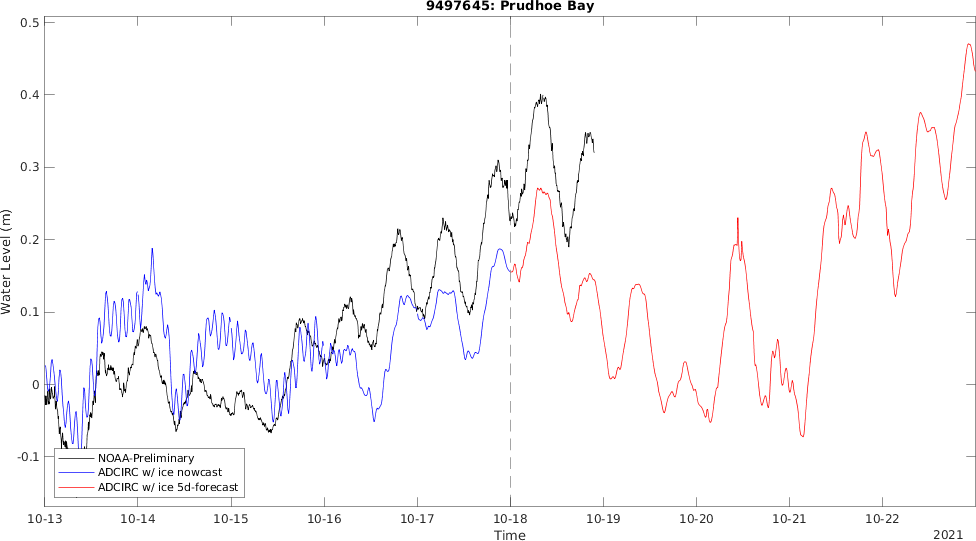 9497645: Prudhoe Bay
0.5
0.4
0.3
0.2
0.1
0
-0.1
Water Level (m)
NOAA-Preliminary
ADCIRC w/ ice nowcast
ADCIRC w/ ice 5d-forecast
10-13 10-14 10-15 10-16 10-17 10-18 10-19 10-20 10-21 10-22
Time
2021